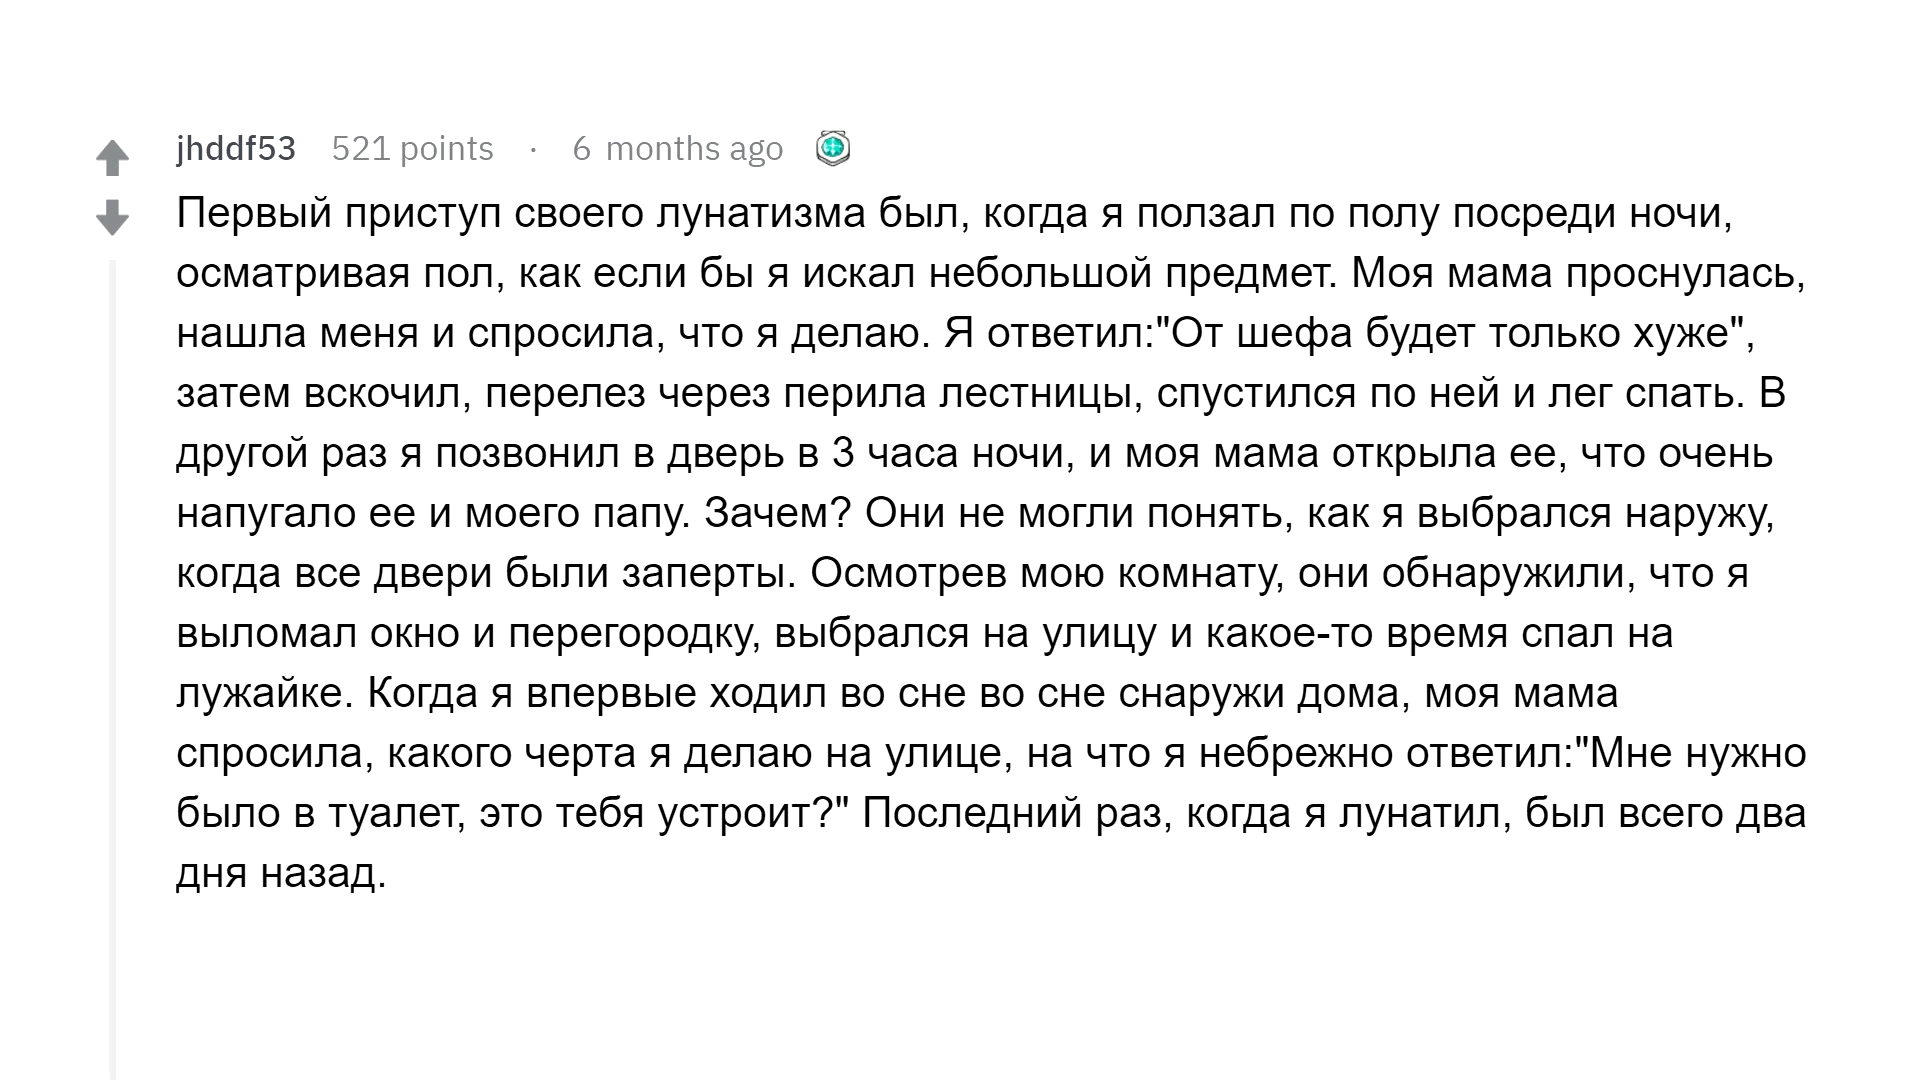 jhddf53 521 points · 6 months ago
Первый приступ своего лунатизма был, когда я ползал по полу посреди ночи,
осматривая пол, как если бы я искал небольшой предмет. Моя мама проснулась,
нашла меня и спросила, что я делаю. Я ответил:"От шефа будет только хуже",
затем вскочил, перелез через перила лестницы, спустился по ней и лег спать. В
другой раз я позвонил в дверь в 3 часа ночи, и моя мама открыла ее, что очень
напугало ее и моего папу. Зачем? Они не могли понять, как я выбрался наружу,
когда все двери были заперты. Осмотрев мою комнату, они обнаружили, что я
выломал окно и перегородку, выбрался на улицу и какое-то время спал на
лужайке. Когда я впервые ходил во сне во сне снаружи дома, моя мама
спросила, какого черта я делаю на улице, на что я небрежно ответил:"Мне нужно
было в туалет, это тебя устроит?" Последний раз, когда я лунатил, был всего два
дня назад.